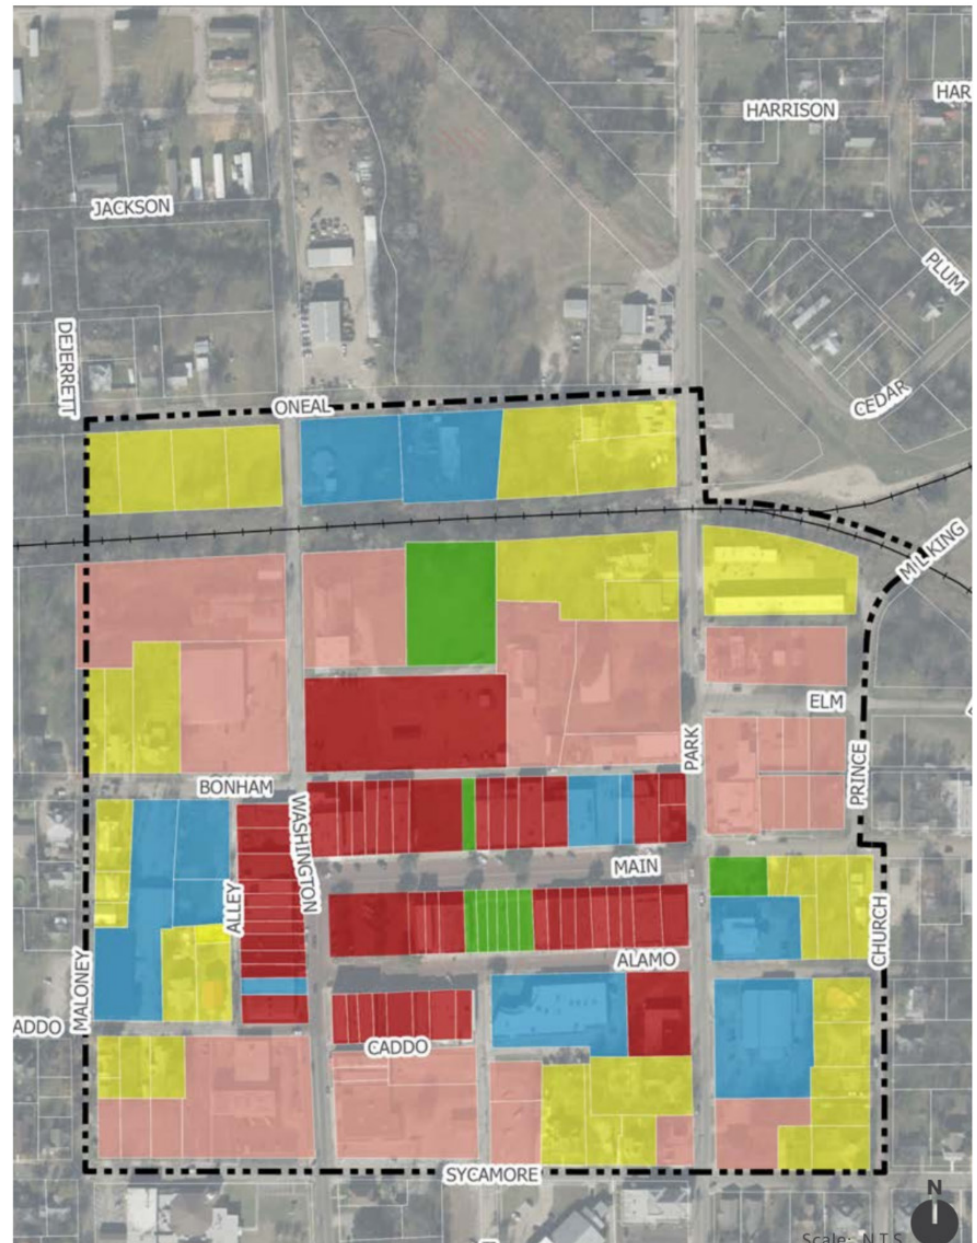 HARRISON
HAR
JACKSON
PLUM
DEJERRETT
CEDAR
ONEAL
M L KING
ELM
PARK
PRINCE
BONHAM
WASHINGTON
MAIN
ALLEY
CHURCH
ALAMO
MALONEY
ADDO
CADDO
SYCAMORE
N
Scale: N.T.S.